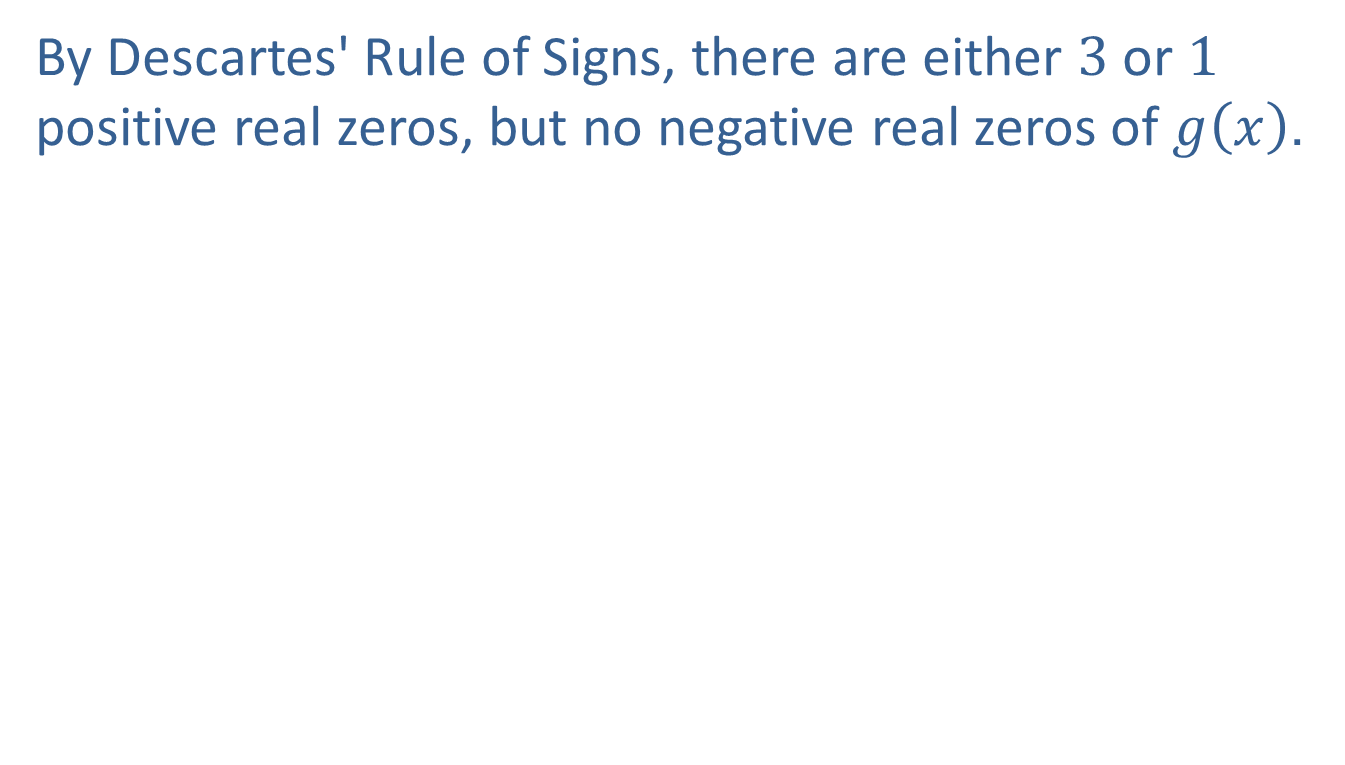 By Descartes' Rule of Signs, there are either 3 or 1
positive real zeros, but no negative real zeros of g(x).